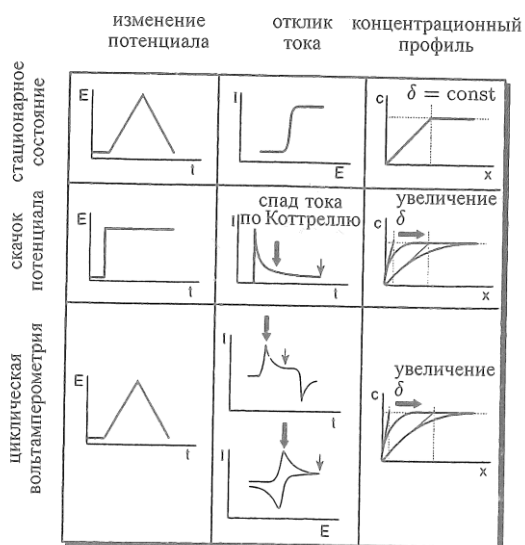 изменение
потенциала
отклик
тока
концентрационный
профиль
стационарное
состояние
E
t
I
E
δ = const
c
x
скачок
потенциала
E
t
спад тока
по Коттреллю
I
t
увеличение
δ
c
x
циклическая
вольтамперометрия
E
t
I
t
I
E
увеличение
δ
c
x